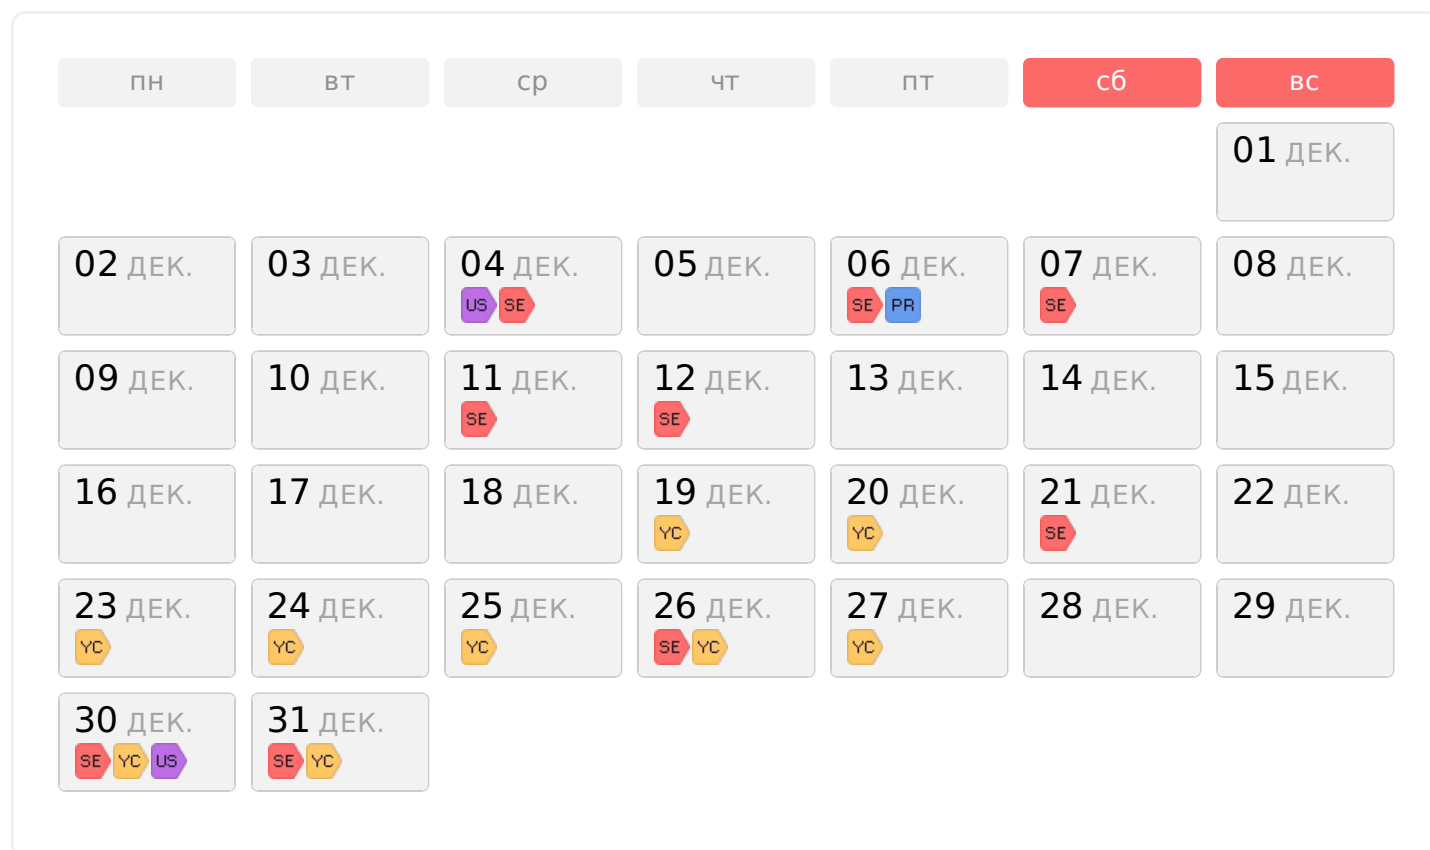 пн вт ср чт пт сб вс
01 ДЕК.
02 ДЕК. 03 ДЕК. 04 ДЕК. 05 ДЕК. 06 ДЕК. 07 ДЕК. 08 ДЕК.
US SE SE PR SE
09 ДЕК. 10 ДЕК. 11 ДЕК. 12 ДЕК. 13 ДЕК. 14 ДЕК. 15 ДЕК.
SE SE
16 ДЕК. 17 ДЕК. 18 ДЕК. 19 ДЕК. 20 ДЕК. 21 ДЕК. 22 ДЕК.
YC YC SE
23 ДЕК. 24 ДЕК. 25 ДЕК. 26 ДЕК. 27 ДЕК. 28 ДЕК. 29 ДЕК.
YC YC YC SE YC YC
30 ДЕК. 31 ДЕК.
SE YC US SE YC